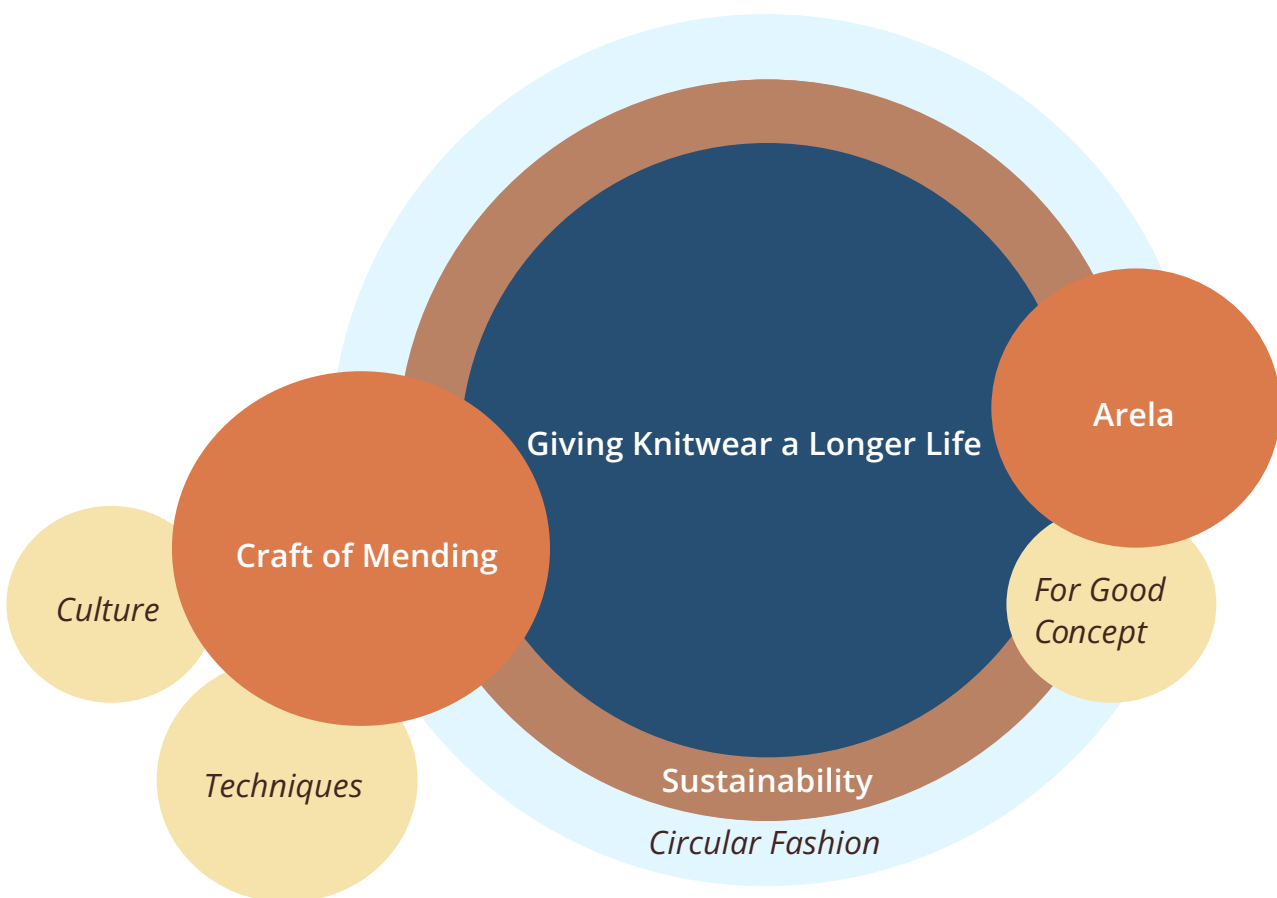 Arela
Giving Knitwear a Longer Life
Craft of Mending
For Good
Concept
Culture
Techniques
Sustainability
Circular Fashion